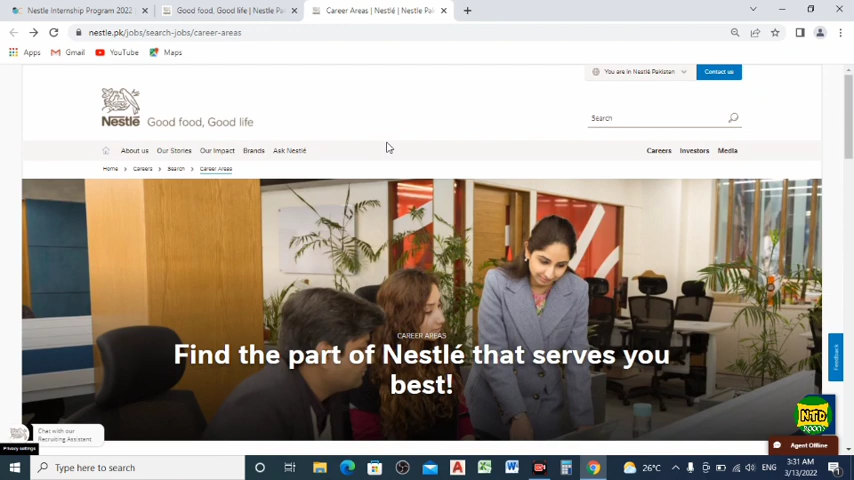 Nestle Internship Program 2022
Good food, Good life | Nestle Pa
Career Areas | Nestlé | Nestle Pak
nestle.pk/jobs/search-jobs/career-areas
Apps Gmail YouTube Maps
You are in Nestlé Pakistan
Contact us
Nestlé Good food, Good life
Search
About us Our Stories Our Impact Brands Ask Nestlé
Careers Investors Media
Home > Careers > Search > Career Areas
CAREER AREAS
Find the part of Nestlé that serves you
best!
Feedback
NTD
Chat with our
Recruiting Assistant
Privacy settings
Agent Offline
Type here to search
26°C
ENG
3:31 AM
3/13/2022